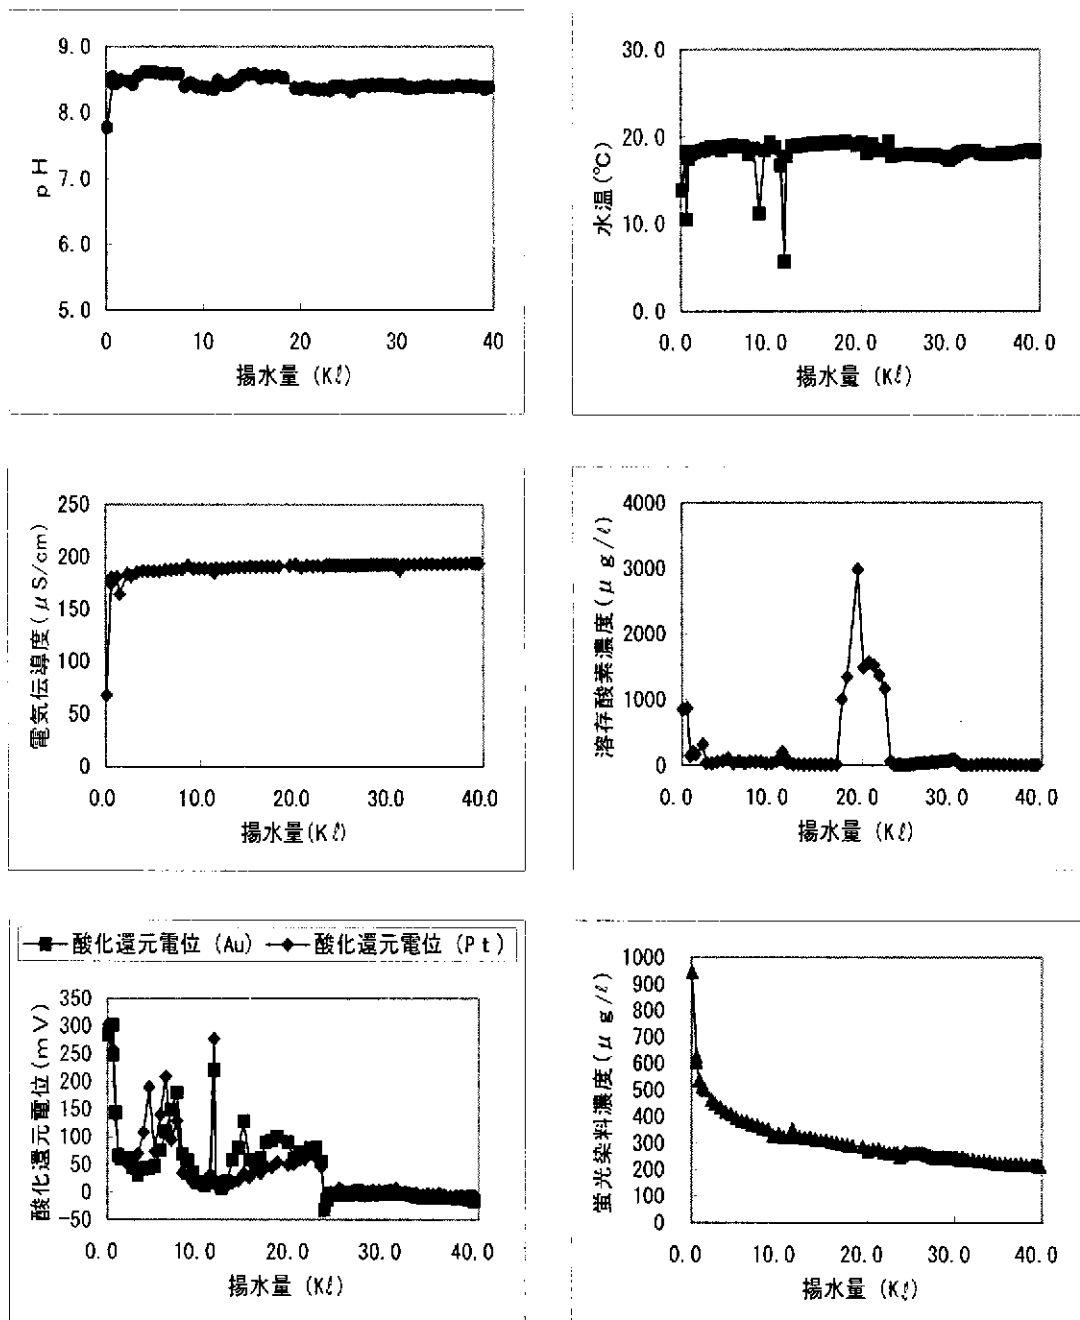 9.0
8.0
7.0
6.0
5.0
pH
0 10 20 30 40
揚水量 (Kℓ)
30.0
20.0
10.0
0.0
水温(℃)
0.0 10.0 20.0 30.0 40.0
揚水量 (Kℓ)
250
200
150
100
50
0
電気伝導度(μS/cm)
0.0 10.0 20.0 30.0 40.0
揚水量(Kℓ)
4000
3000
2000
1000
0
溶存酸素濃度(μg/ℓ)
0.0 10.0 20.0 30.0 40.0
揚水量 (Kℓ)
酸化還元電位 (Au) 酸化還元電位 (Pt)
350
300
250
200
150
100
50
0
-50
酸化還元電位(mV)
0.0 10.0 20.0 30.0 40.0
揚水量 (Kℓ)
1000
900
800
700
600
500
400
300
200
100
0
蛍光染料濃度(μg/ℓ)
0.0 10.0 20.0 30.0 40.0
揚水量 (Kℓ)